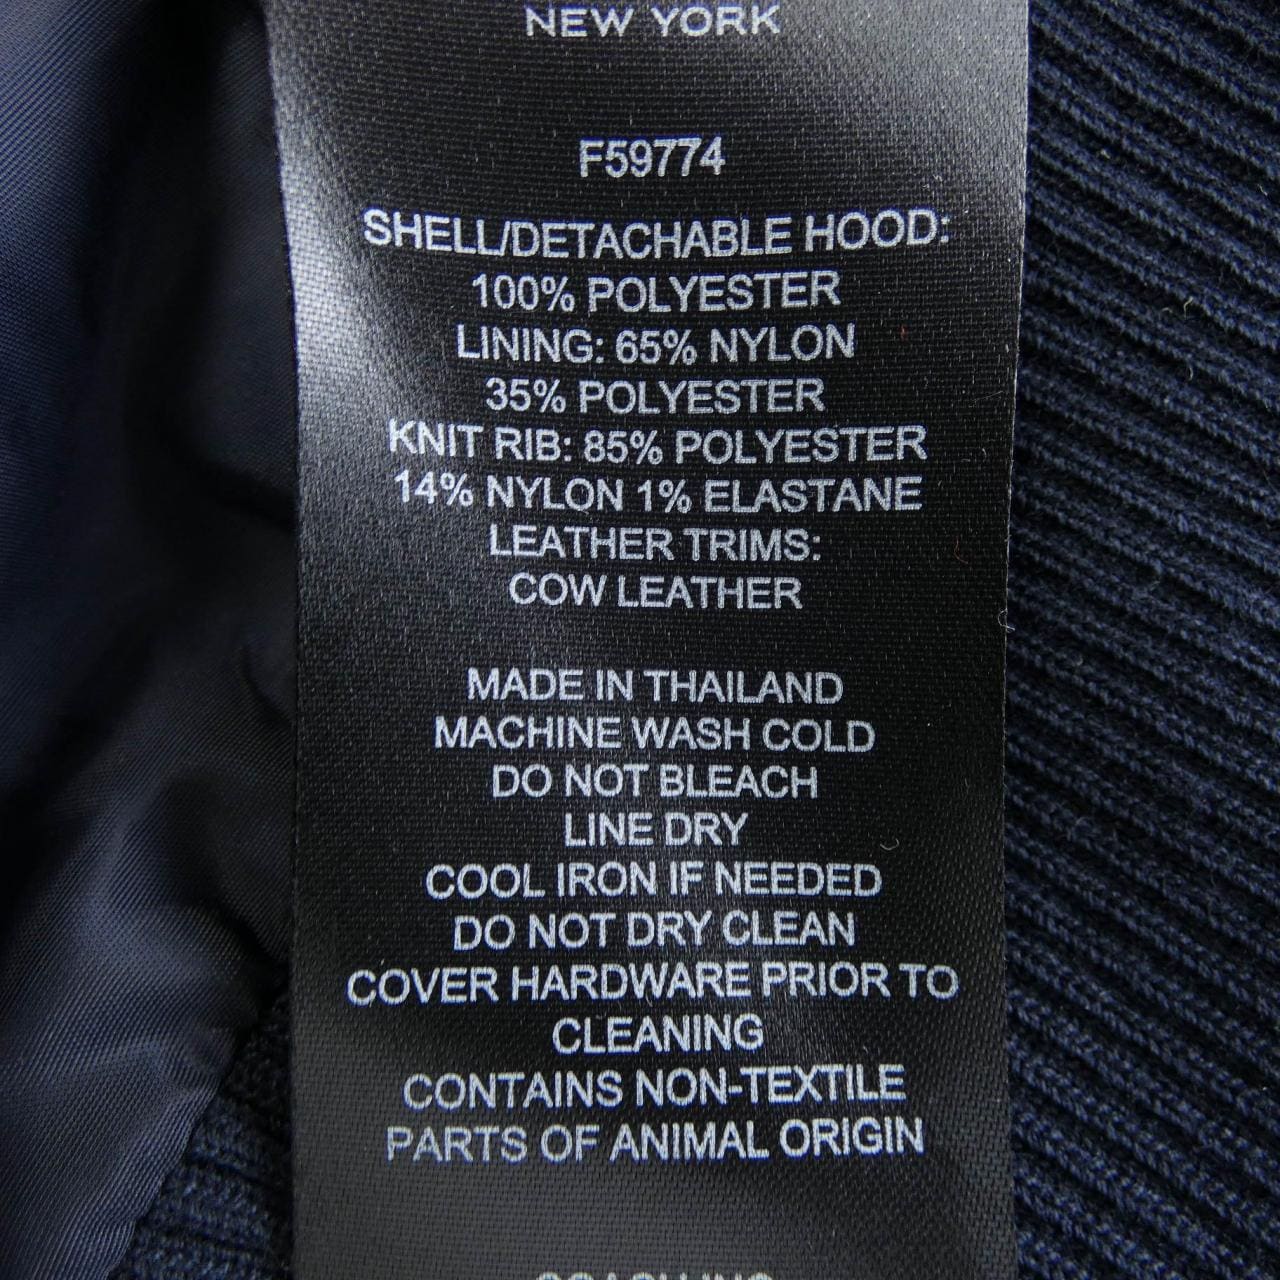 NEW YORK
F59774
SHELL/DETACHABLE HOOD:
100% POLYESTER
LINING: 65% NYLON
35% POLYESTER
KNIT RIB: 85% POLYESTER
14% NYLON 1% ELASTANE
LEATHER TRIMS:
COW LEATHER
MADE IN THAILAND
MACHINE WASH COLD
DO NOT BLEACH
LINE DRY
COOL IRON IF NEEDED
DO NOT DRY CLEAN
COVER HARDWARE PRIOR TO
CLEANING
CONTAINS NON-TEXTILE
PARTS OF ANIMAL ORIGIN